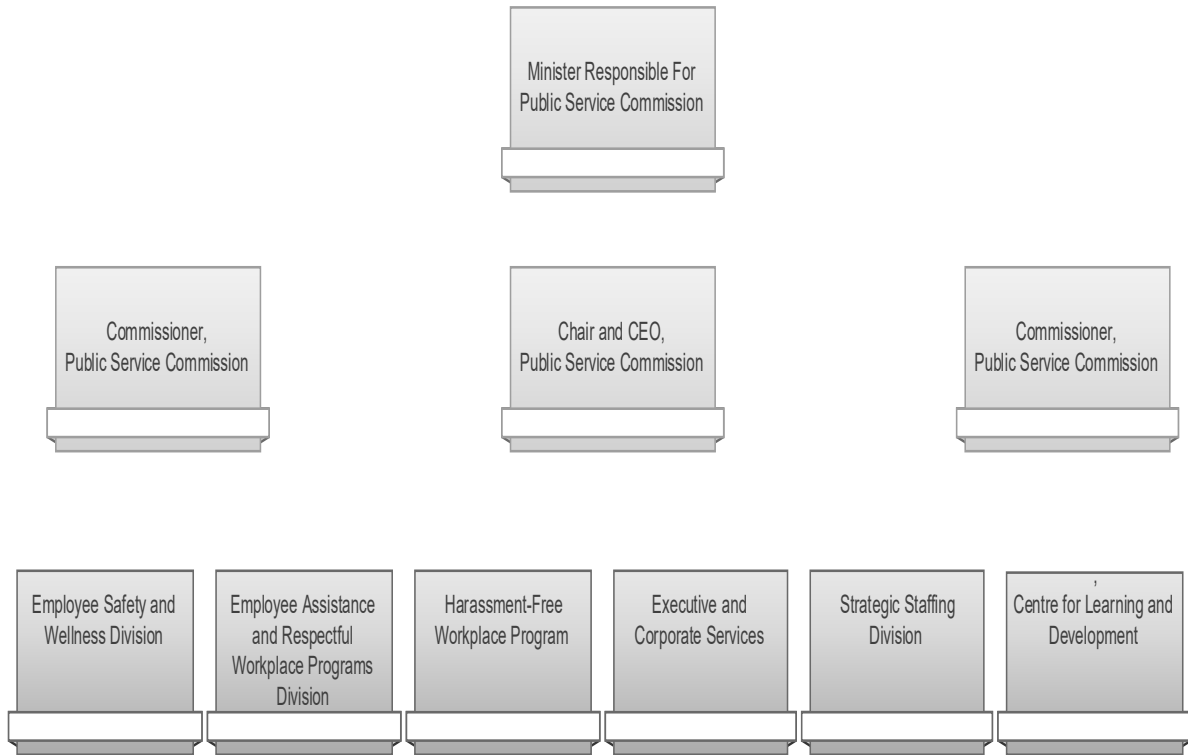 Minister Responsible For
Public Service Commission
Commissioner,
Public Service Commission
Chair and CEO,
Public Service Commission
Commissioner,
Public Service Commission
Employee Safety and
Wellness Division
Employee Assistance
and Respectful
Workplace Programs
Division
Harassment-Free
Workplace Program
Executive and
Corporate Services
Strategic Staffing
Division
,
Centre for Learning and
Development